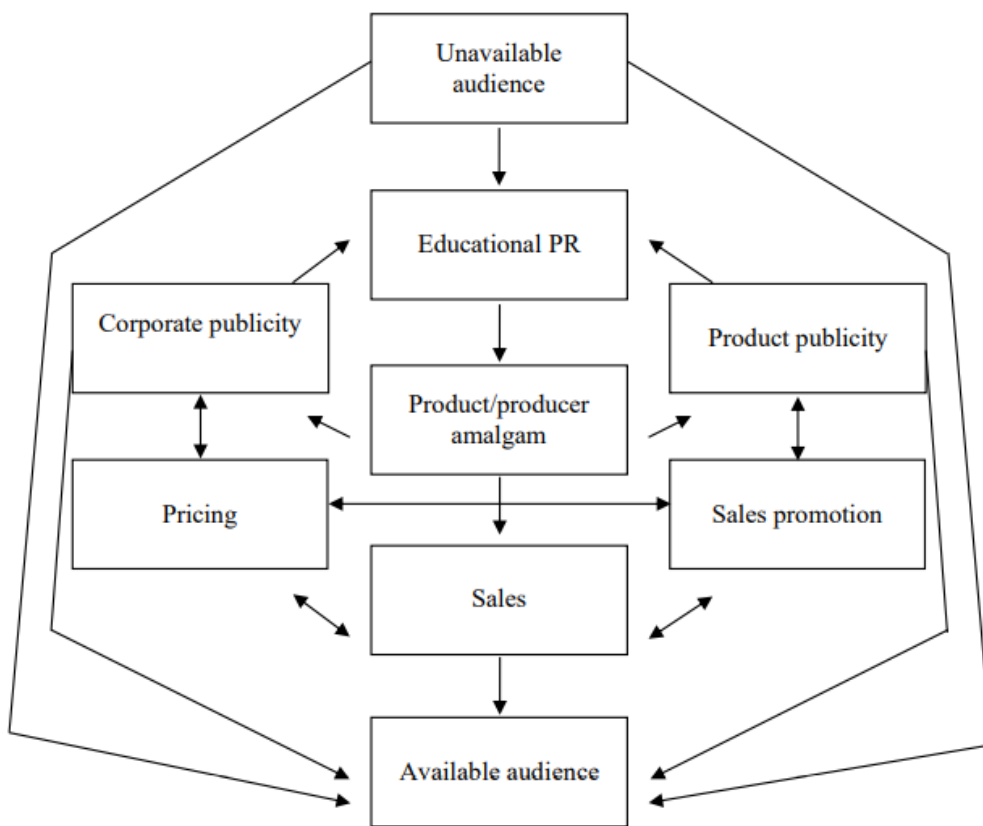 Unavailable
audience
Educational PR
Corporate publicity
Product publicity
Product/producer
amalgam
Pricing
Sales promotion
Sales
Available audience